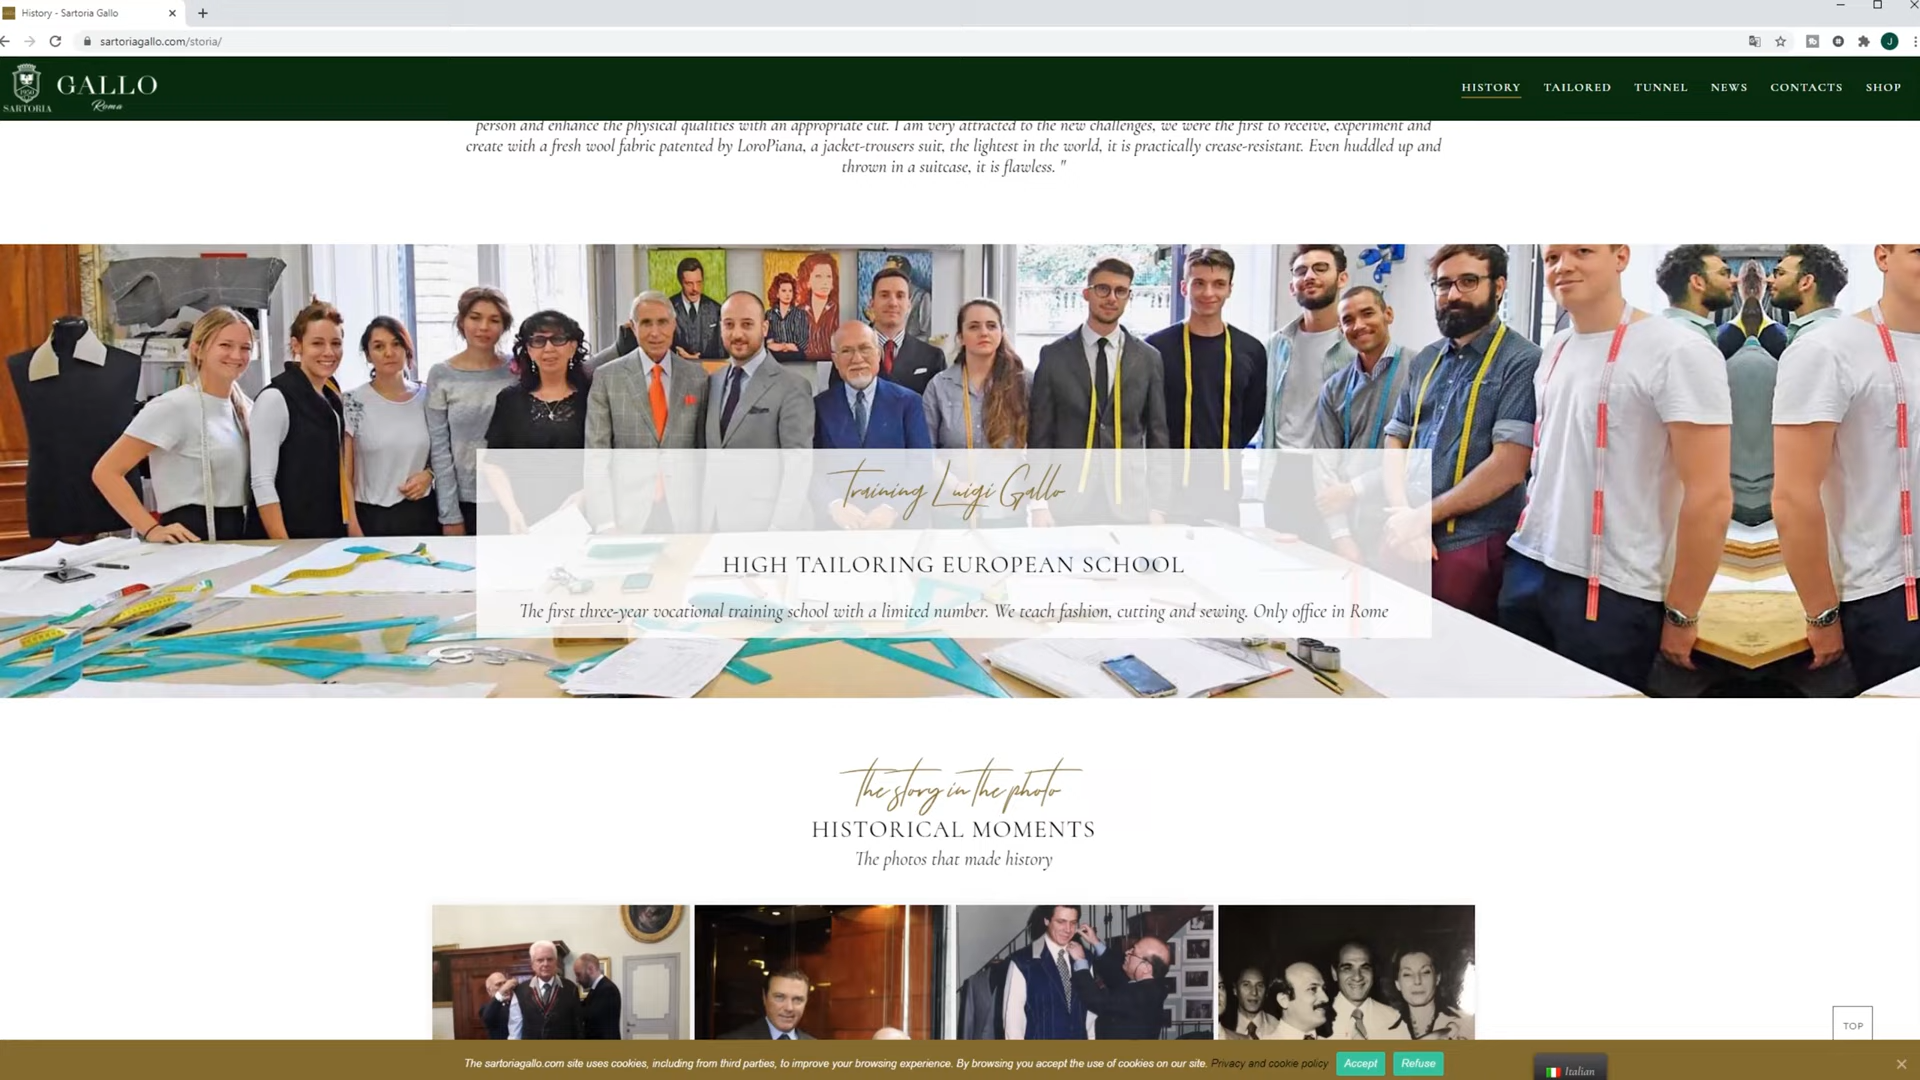 History - Sartoria Gallo
sartoriagallo.com/storia/
J
1950
SARTORIA
GALLO
Roma
HISTORY TAILORED TUNNEL NEWS CONTACTS SHOP
person and enhance the physical qualities with an appropriate cut. I am very attracted to the new challenges, we were the first to receive, experiment and
create with a fresh wool fabric patented by LoroPiana, a jacket-trousers suit, the lightest in the world, it is practically crease-resistant. Even huddled up and
thrown in a suitcase, it is flawless. "
Training Luigi Gallo
HIGH TAILORING EUROPEAN SCHOOL
The first three-year vocational training school with a limited number. We teach fashion, cutting and sewing. Only office in Rome
the story in the photo
HISTORICAL MOMENTS
The photos that made history
TOP
The sartoriagallo.com site uses cookies, including from third parties, to improve your browsing experience. By browsing you accept the use of cookies on our site. Privacy and cookie policy Accept Refuse
Italian